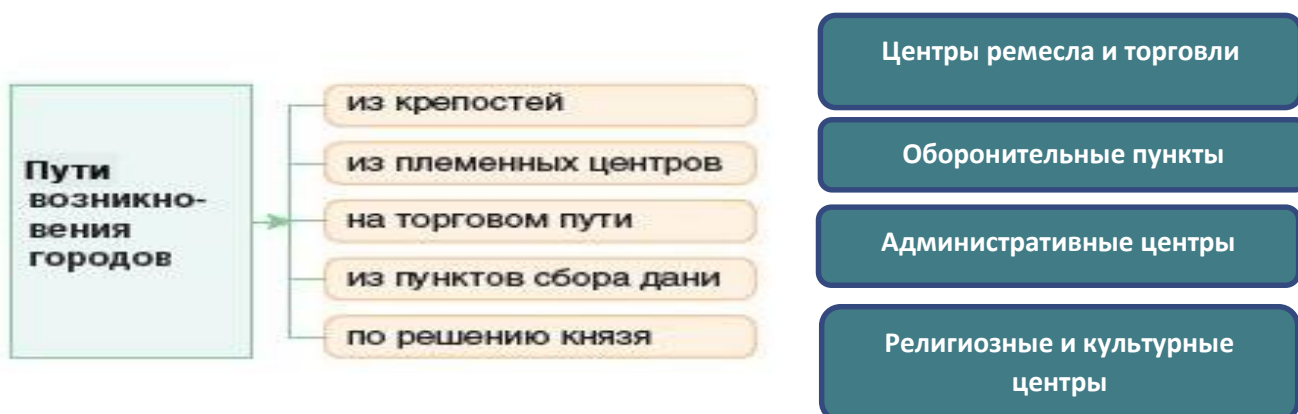 Пути
возникно-
вения
городов
из крепостей
из племенных центров
на торговом пути
из пунктов сбора дани
по решению князя
Центры ремесла и торговли
Оборонительные пункты
Административные центры
Религиозные и культурные
центры